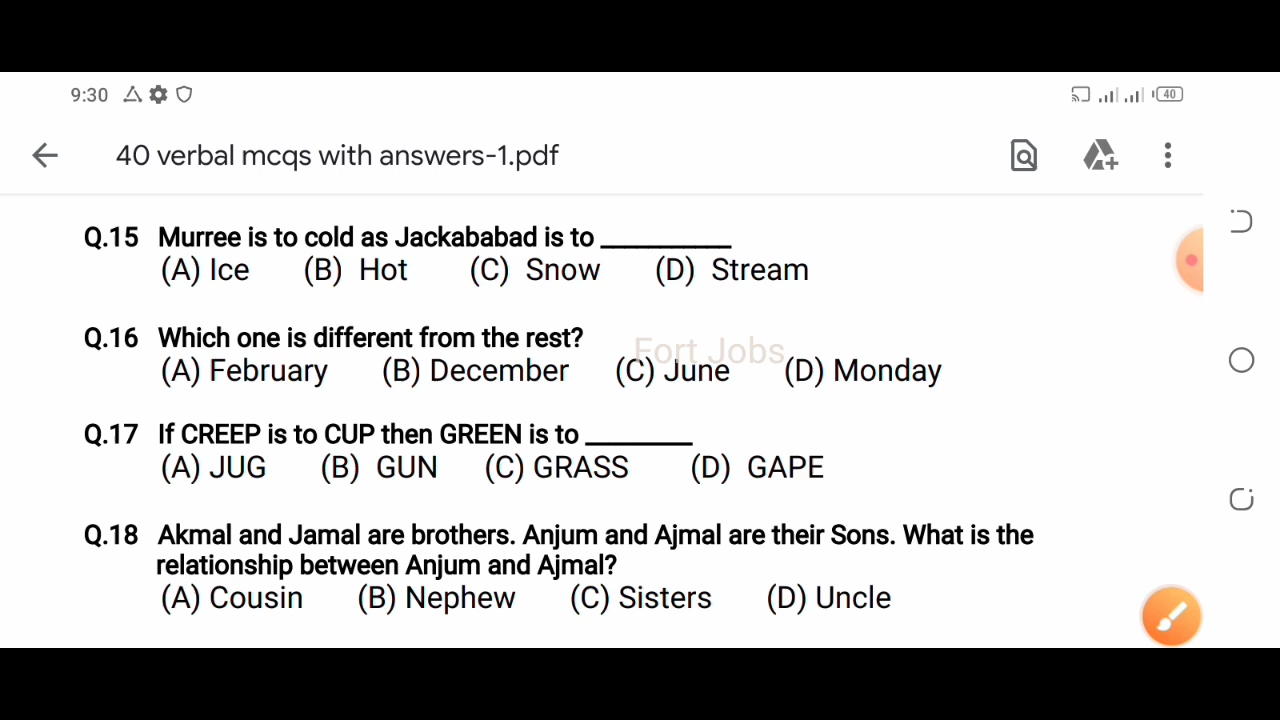 9:30
40
40 verbal mcqs with answers-1.pdf
Q.15 Murree is to cold as Jackababad is to ___________
(A) Ice (B) Hot (C) Snow (D) Stream
Q.16 Which one is different from the rest?
Fort Jobs
(A) February (B) December (C) June (D) Monday
Q.17 If CREEP is to CUP then GREEN is to _________
(A) JUG (B) GUN (C) GRASS (D) GAPE
Q.18 Akmal and Jamal are brothers. Anjum and Ajmal are their Sons. What is the
relationship between Anjum and Ajmal?
(A) Cousin (B) Nephew (C) Sisters (D) Uncle